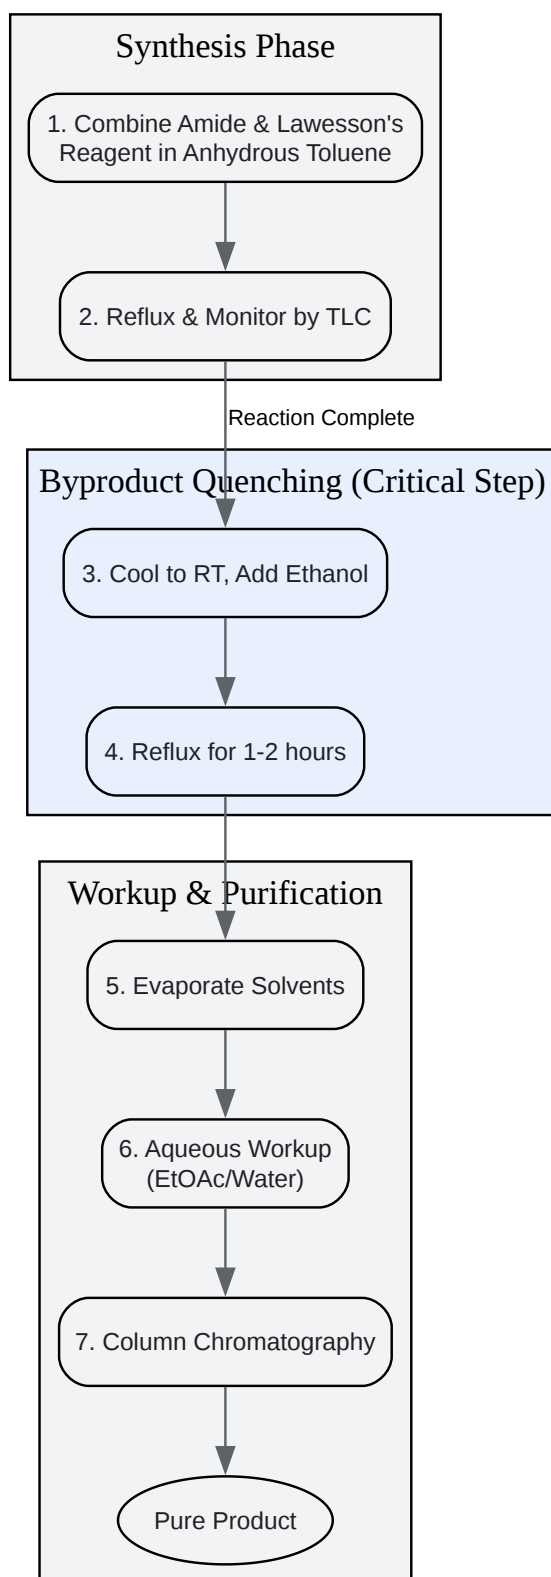 Synthesis Phase
1. Combine Amide & Lawesson's
Reagent in Anhydrous Toluene
2. Reflux & Monitor by TLC
Reaction Complete
Byproduct Quenching (Critical Step)
3. Cool to RT, Add Ethanol
4. Reflux for 1-2 hours
Workup & Purification
5. Evaporate Solvents
6. Aqueous Workup
(EtOAc/Water)
7. Column Chromatography
Pure Product